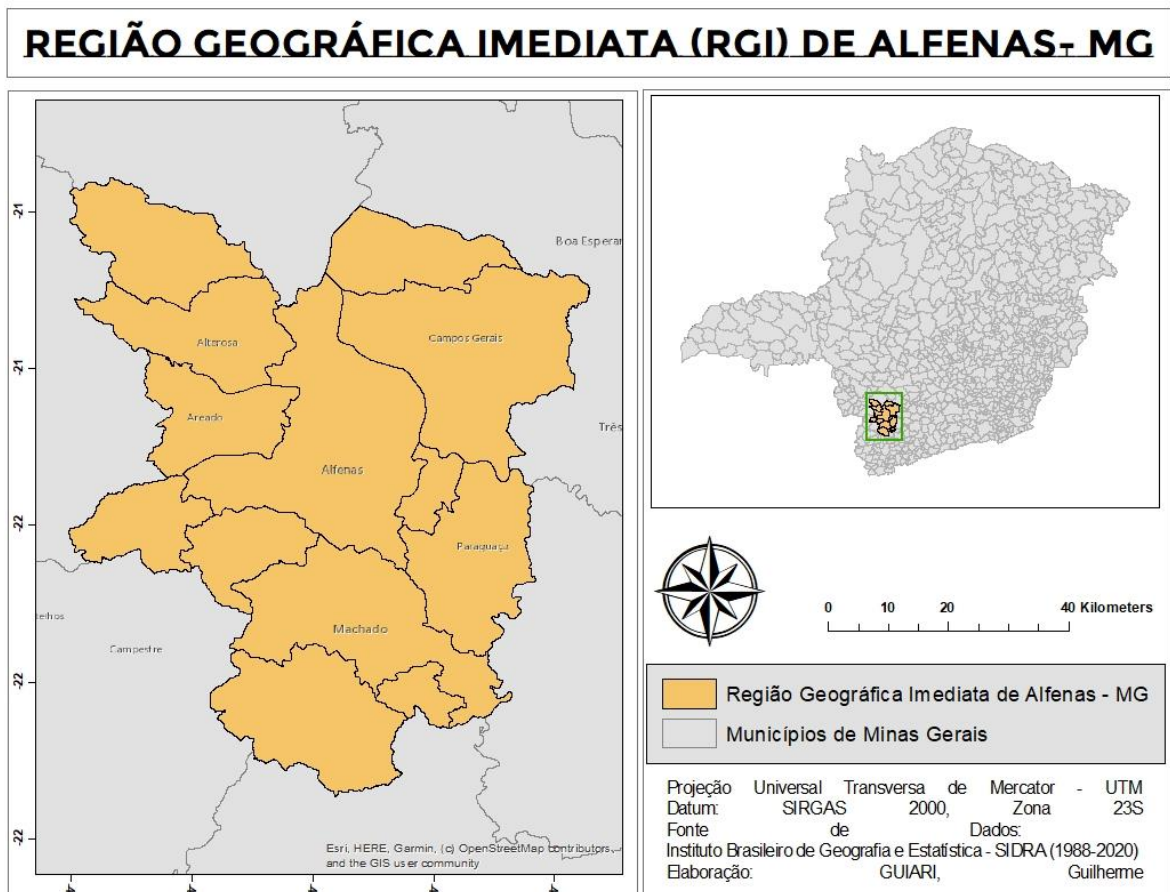 REGIÃO GEOGRÁFICA IMEDIATA (RGI) DE ALFENAS- MG
-21
-21
-22
-22
-22
Boa Esperar
Alterosa
Campos Gerais
Areado
Três
Alfenas
Paraguaçu
Machado
Campestre
Esri, HERE, Garmin, (c) OpenStreetMap contributors,
and the GIS user community
0 10 20 40 Kilometers
Região Geográfica Imediata de Alfenas - MG
Municípios de Minas Gerais
Projeção Universal Transversa de Mercator - UTM
Datum: SIRGAS 2000, Zona 23S
Fonte de Dados:
Instituto Brasileiro de Geografia e Estatística - SIDRA (1988-2020)
Elaboração: GUIARI, Guilherme